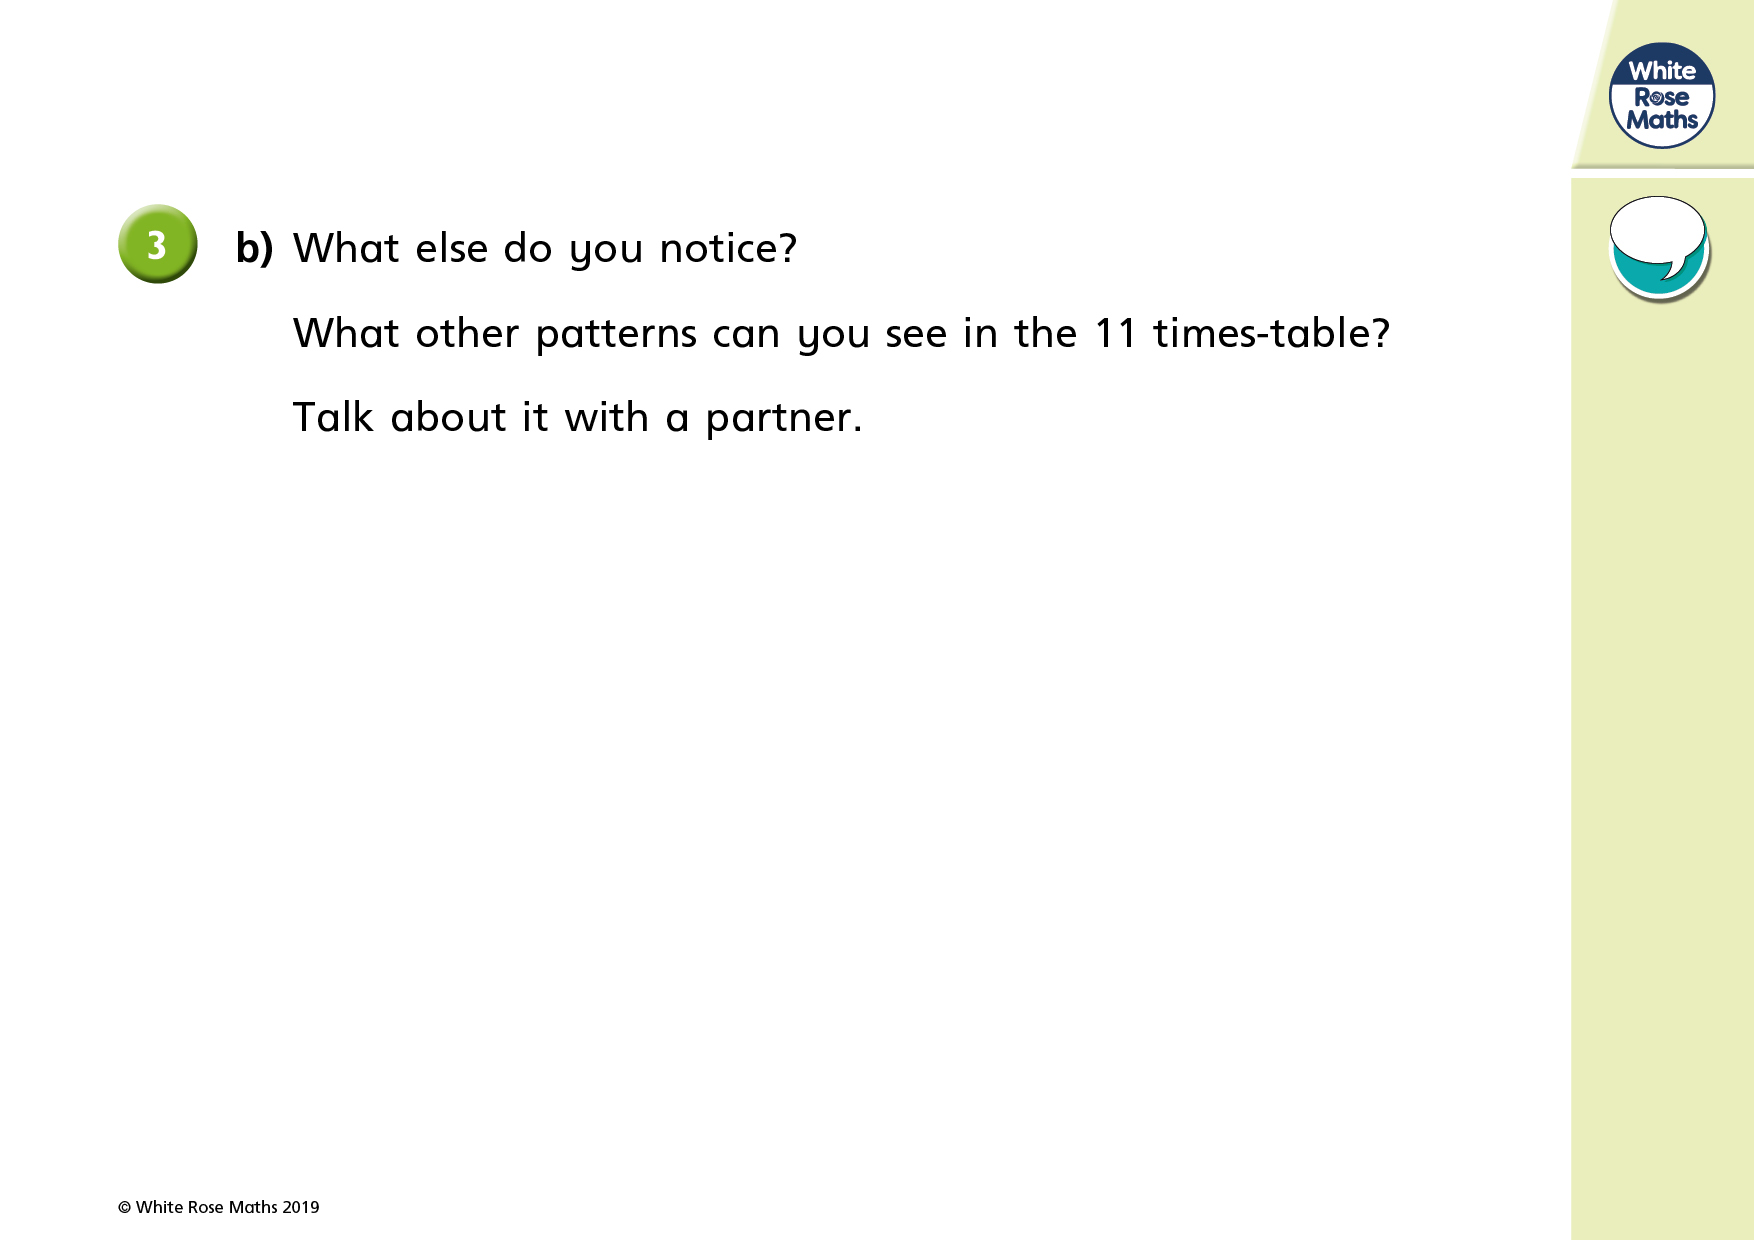 White
Rose
Maths
3 b) What else do you notice?
What other patterns can you see in the 11 times-table?
Talk about it with a partner.
© White Rose Maths 2019